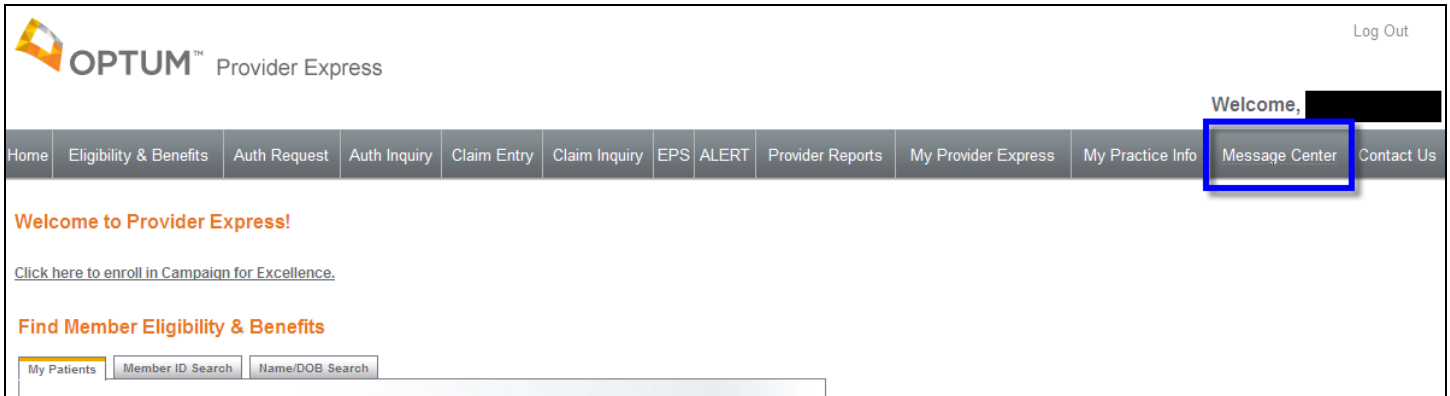 Log Out
OPTUM™ Provider Express
Welcome,
Home Eligibility & Benefits Auth Request Auth Inquiry Claim Entry Claim Inquiry EPS ALERT Provider Reports My Provider Express My Practice Info Message Center Contact Us
Welcome to Provider Express!
Click here to enroll in Campaign for Excellence.
Find Member Eligibility & Benefits
My Patients Member ID Search Name/DOB Search